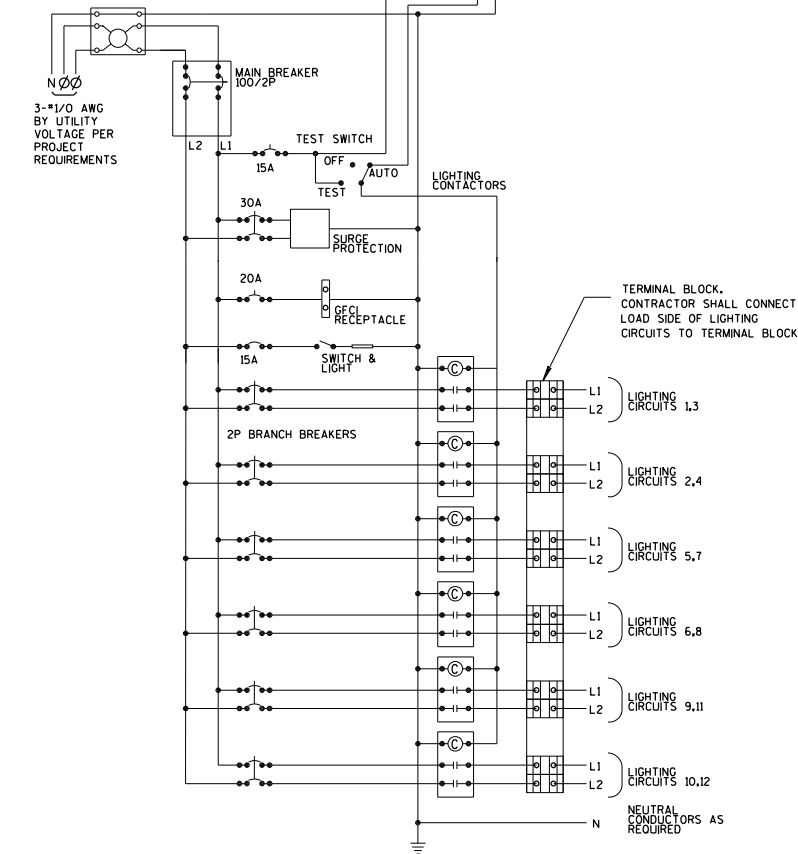 MAIN BREAKER
100/2P
N ØØ
3-#1/0 AWG
BY UTILITY
VOLTAGE PER
PROJECT
REQUIREMENTS
L2
L1
TEST SWITCH
15A
OFF
AUTO
TEST
LIGHTING
CONTACTORS
30A
SURGE
PROTECTION
20A
GFCI
RECEPTACLE
TERMINAL BLOCK.
CONTRACTOR SHALL CONNECT
LOAD SIDE OF LIGHTING
CIRCUITS TO TERMINAL BLOCK
15A
SWITCH &
LIGHT
C
L1
L2
LIGHTING
CIRCUITS 1,3
2P BRANCH BREAKERS
C
L1
L2
LIGHTING
CIRCUITS 2,4
C
L1
L2
LIGHTING
CIRCUITS 5,7
C
L1
L2
LIGHTING
CIRCUITS 6,8
C
L1
L2
LIGHTING
CIRCUITS 9,11
C
L1
L2
LIGHTING
CIRCUITS 10,12
N
NEUTRAL
CONDUCTORS AS
REQUIRED